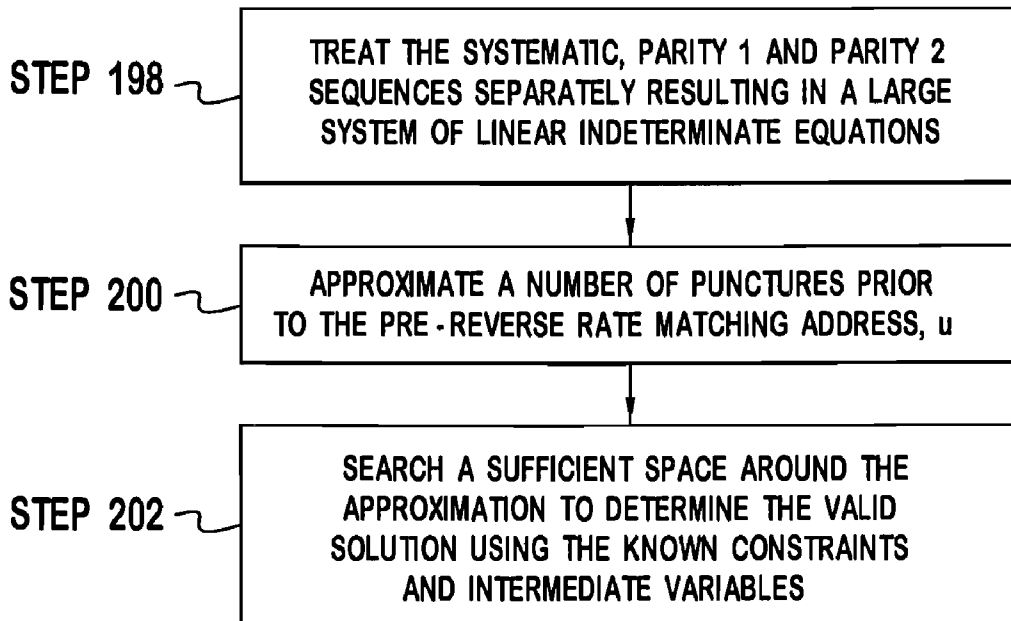 STEP 198
TREAT THE SYSTEMATIC, PARITY 1 AND PARITY 2
SEQUENCES SEPARATELY RESULTING IN A LARGE
SYSTEM OF LINEAR INDETERMINATE EQUATIONS
STEP 200
APPROXIMATE A NUMBER OF PUNCTURES PRIOR
TO THE PRE-REVERSE RATE MATCHING ADDRESS, u
STEP 202
SEARCH A SUFFICIENT SPACE AROUND THE
APPROXIMATION TO DETERMINE THE VALID
SOLUTION USING THE KNOWN CONSTRAINTS
AND INTERMEDIATE VARIABLES